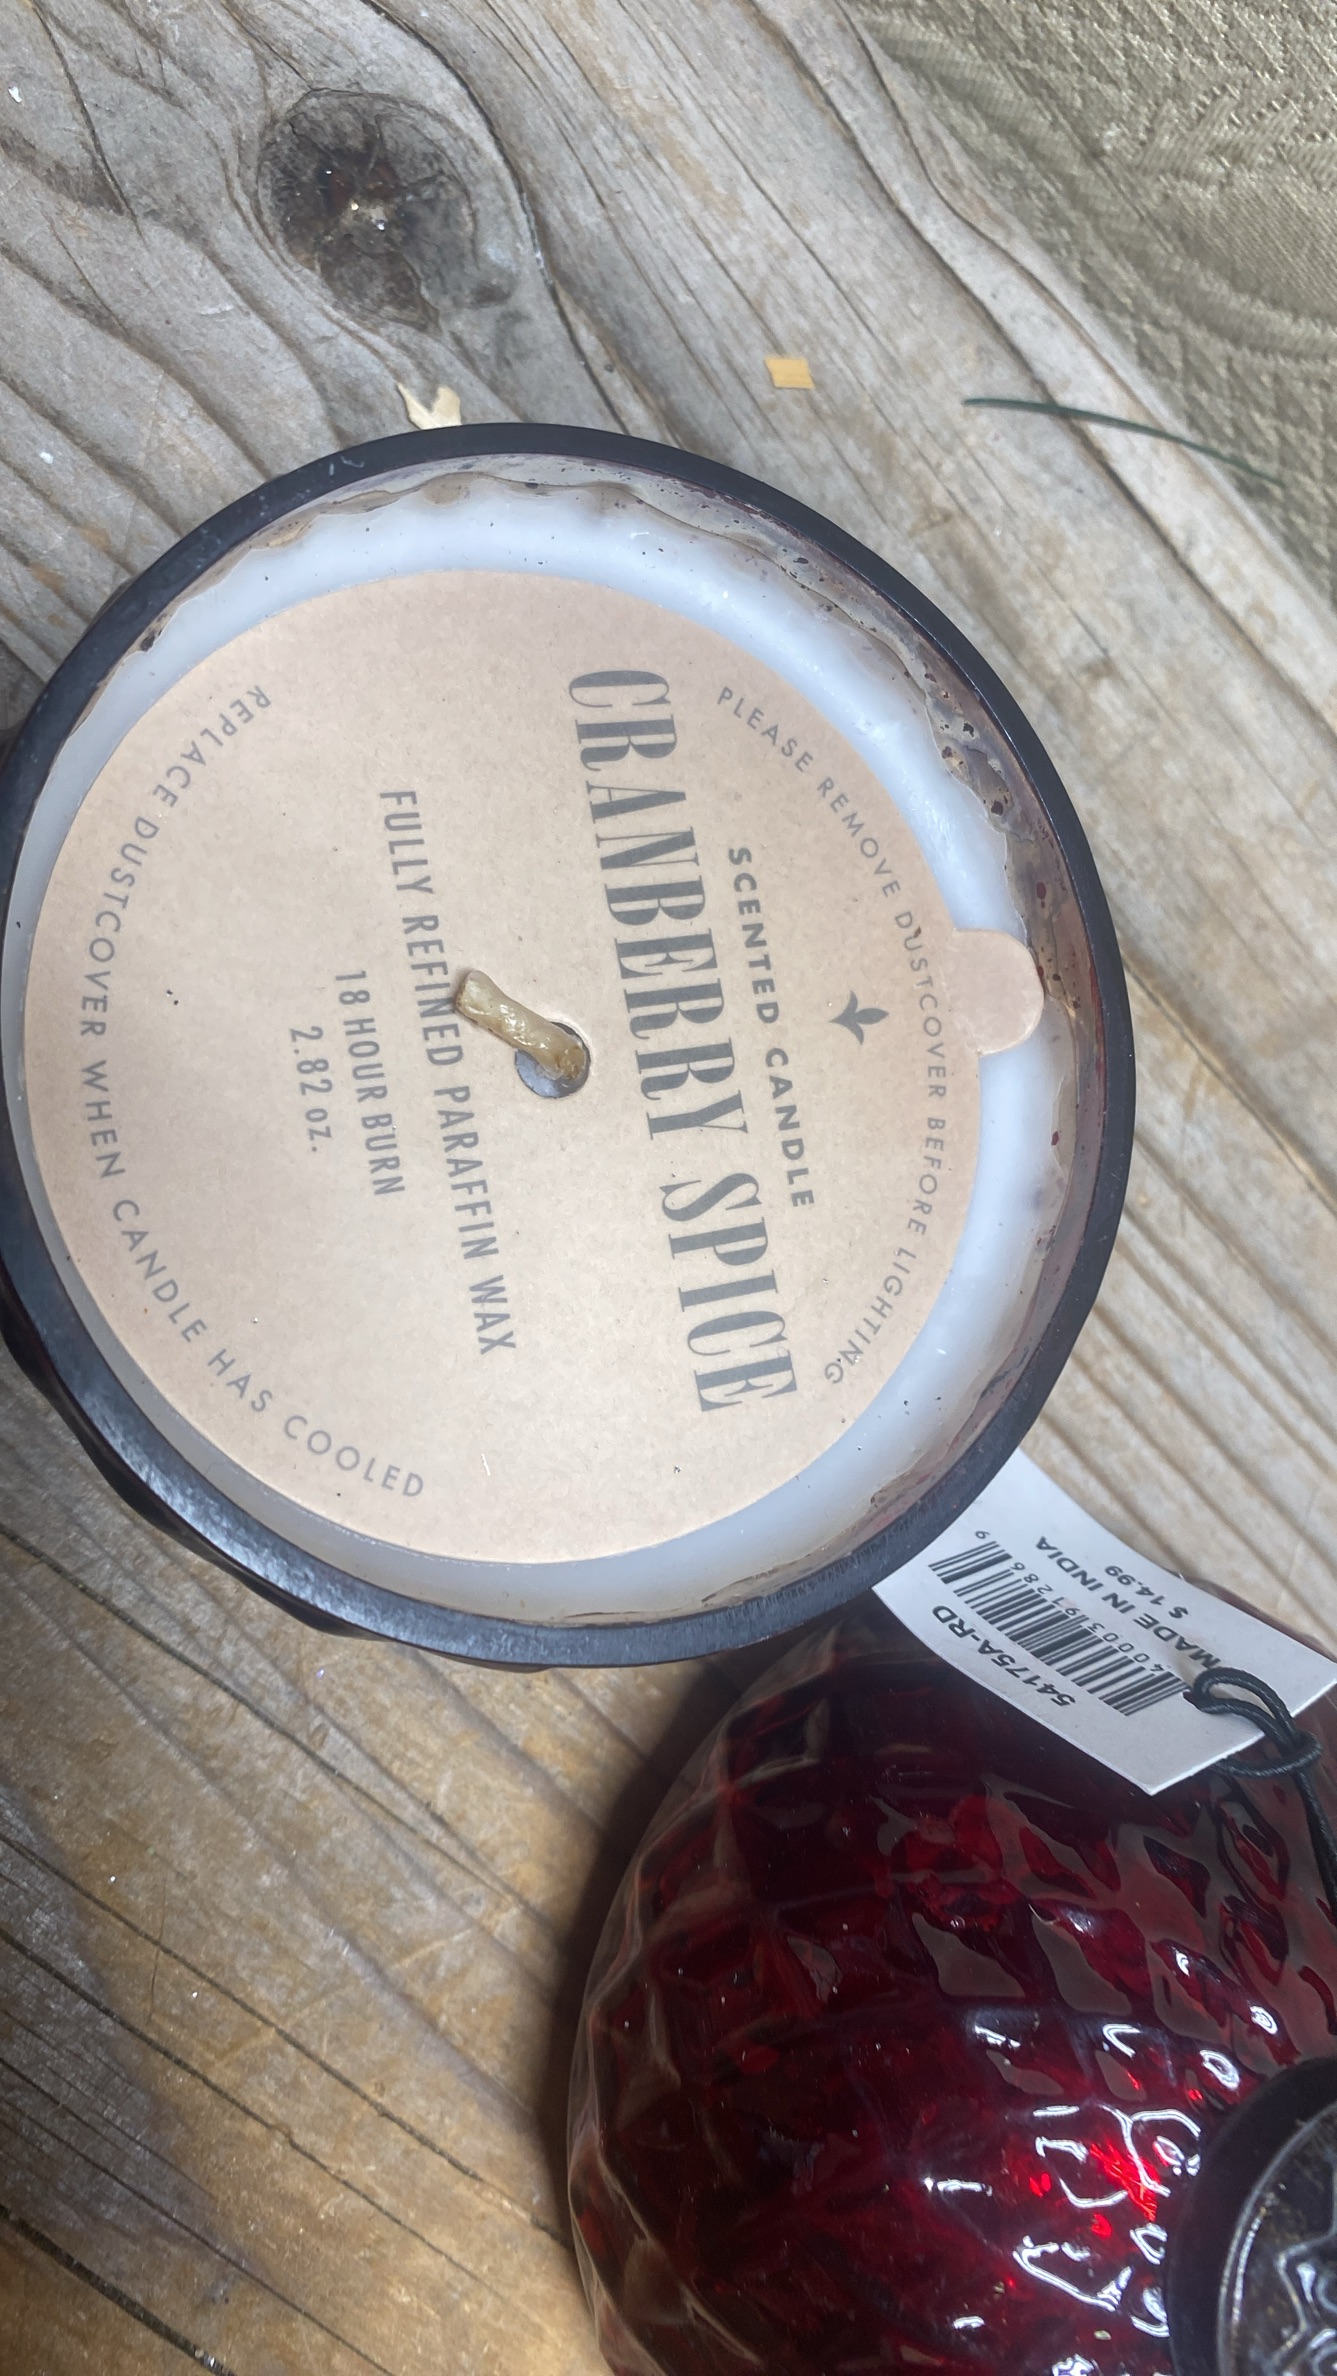 PLEASE REMOVE DUSTCOVER BEFORE LIGHTING
SCENTED CANDLE
CRANBERRY SPICE
FULLY REFINED PARAFFIN WAX
18 HOUR BURN
2.82 oz.
REPLACE DUSTCOVER WHEN CANDLE HAS COOLED
54175A-RD
MADE IN INDIA
$ 14.99